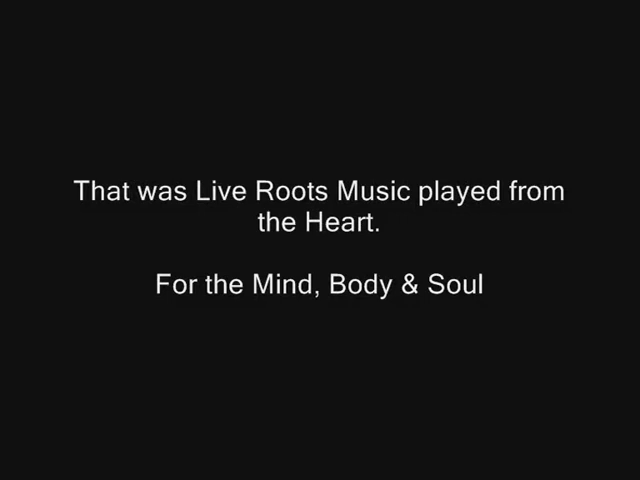 That was Live Roots Music played from
the Heart.
For the Mind, Body & Soul